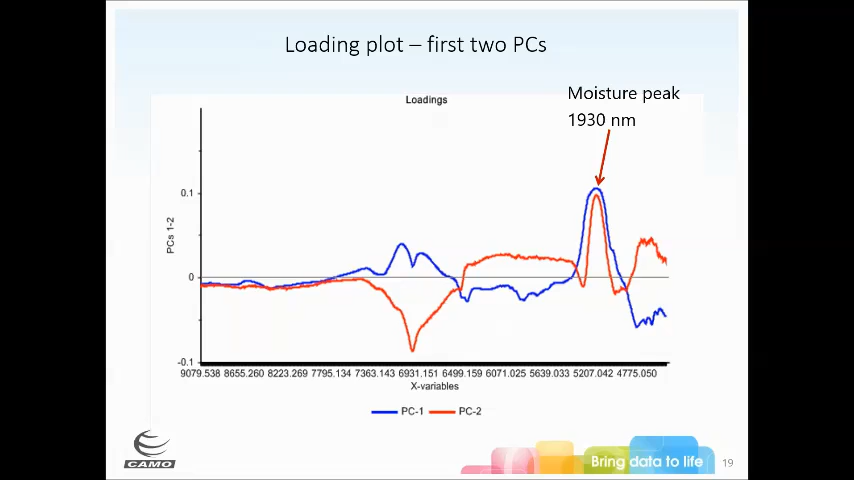 Loading plot – first two PCs
Moisture peak
1930 nm
Loadings
0.1
PCs 1-2
0
-0.1
9079.538 8655.260 8223.269 7795.134 7363.143 6931.151 6499.159 6071.025 5639.033 5207.042 4775.050
X-variables
PC-1 PC-2
CAMO
Bring data to life
19